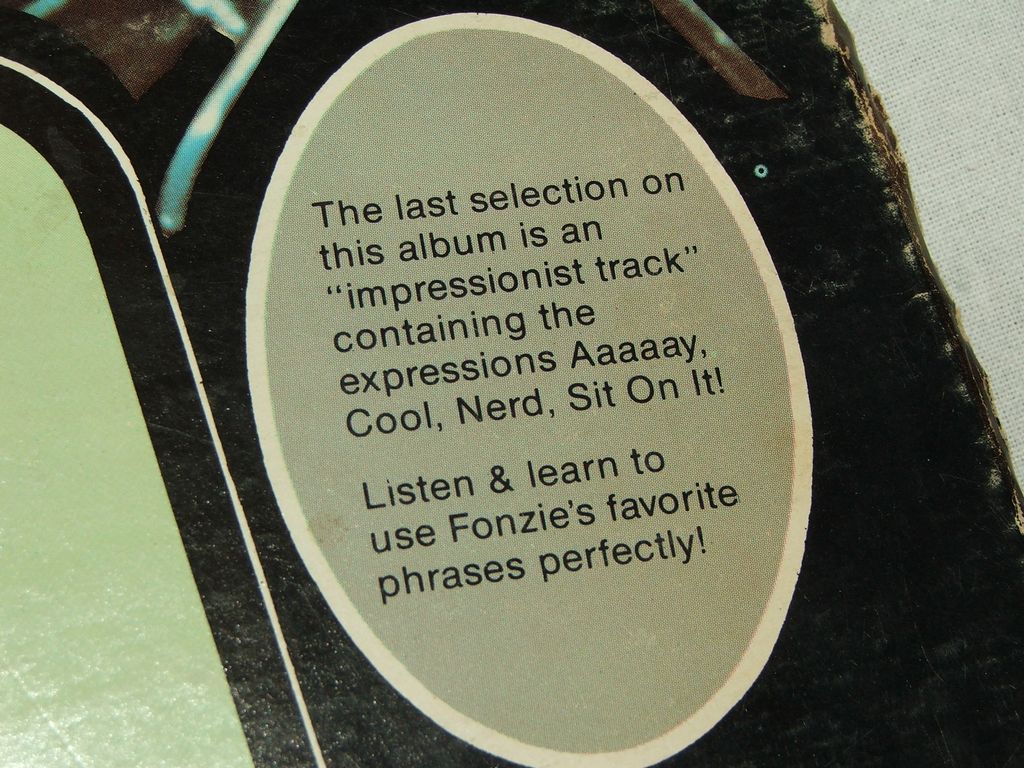 The last selection on
this album is an
“impressionist track”
containing the
expressions Aaaaay,
Cool, Nerd, Sit On It!
Listen & learn to
use Fonzie's favorite
phrases perfectly!